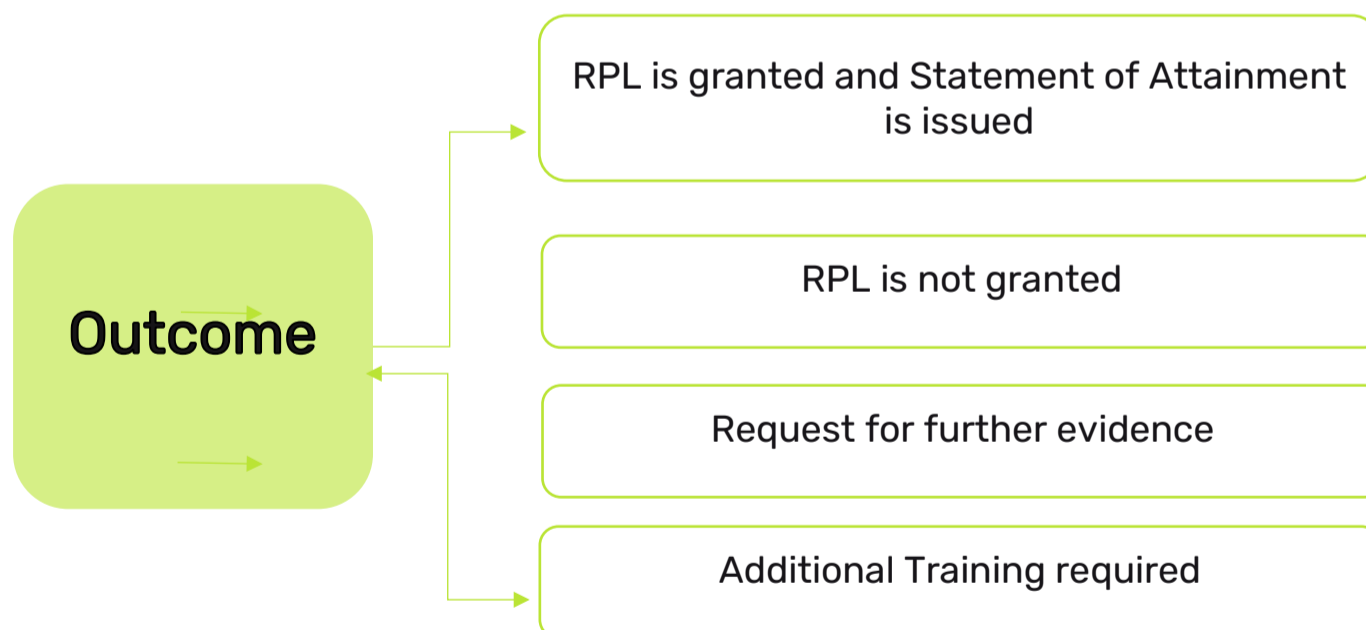 RPL is granted and Statement of Attainment
is issued
Outcome
RPL is not granted
Request for further evidence
Additional Training required